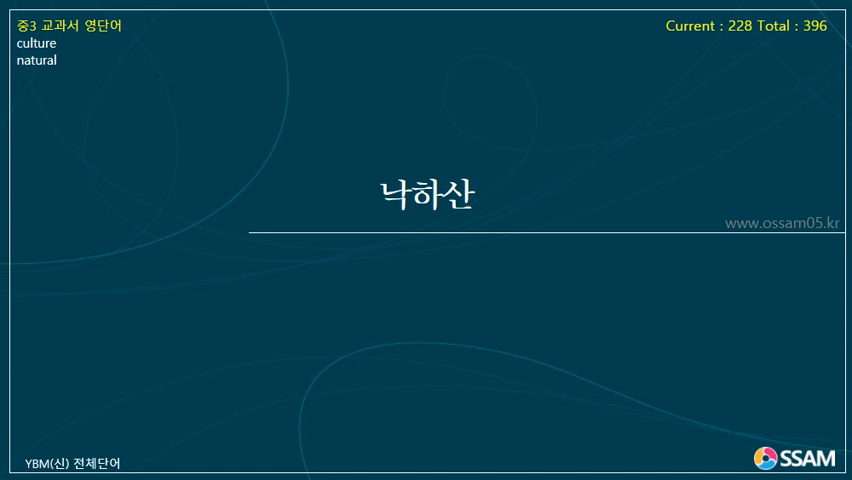 중3 교과서 영단어
Current : 228 Total : 396
culture
natural
낙하산
www.ossam05.kr
YBM(신) 전체단어
OSSAM